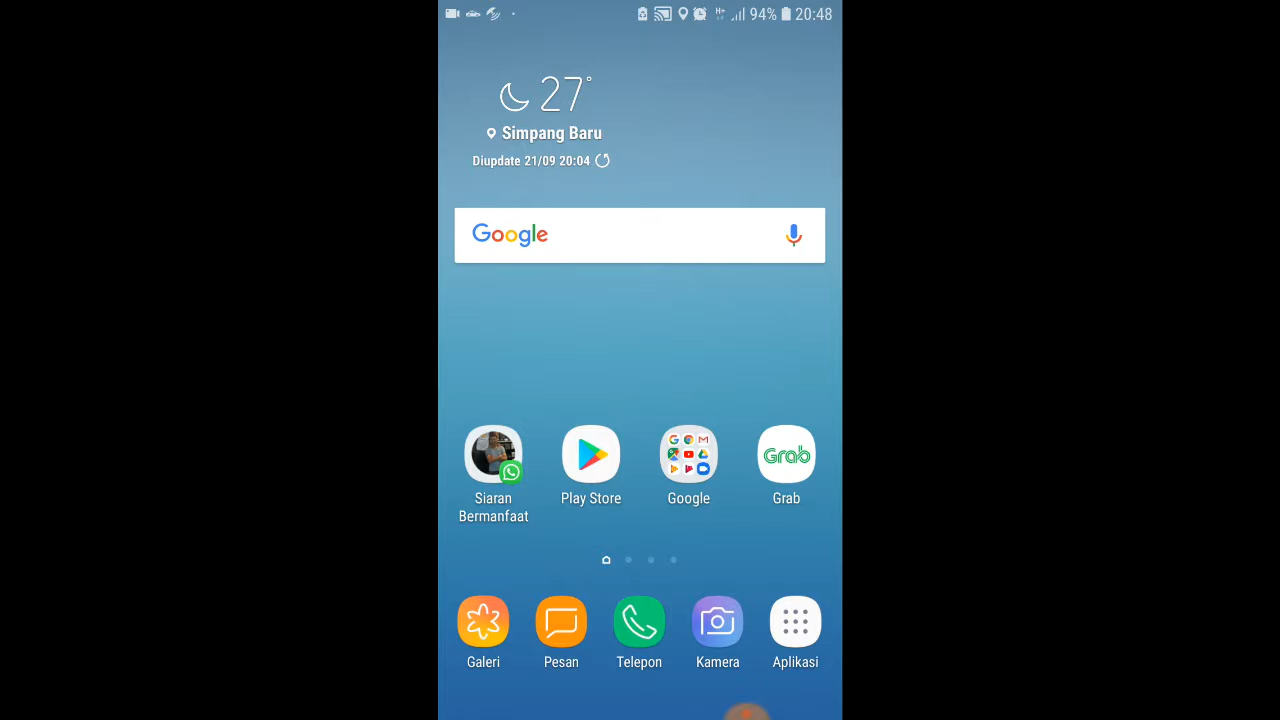 94% 20:48
27°
Simpang Baru
Diupdate 21/09 20:04
Google
Siaran Bermanfaat
Play Store
Google
Grab
Grab
Galeri
Pesan
Telepon
Kamera
Aplikasi